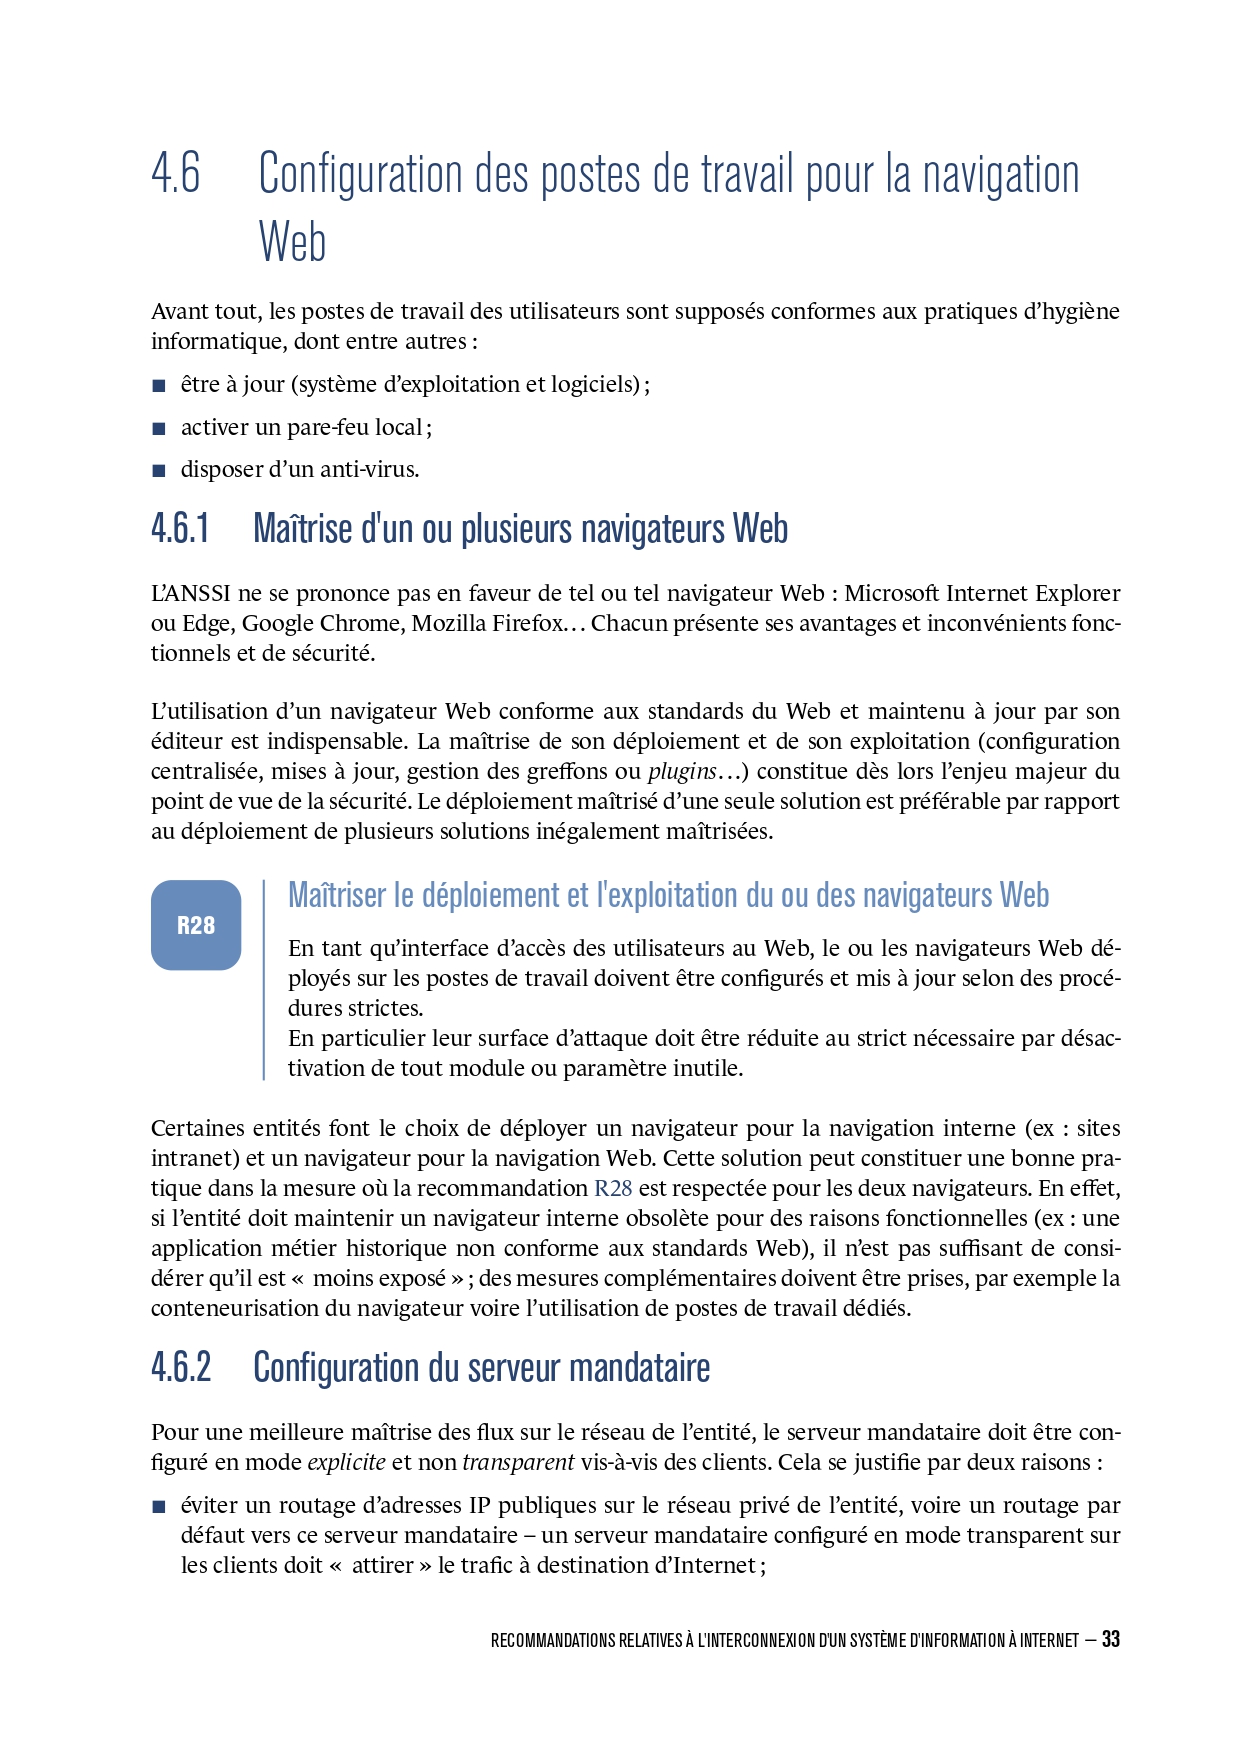 4.6 Configuration des postes de travail pour la navigation
Web
Avant tout, les postes de travail des utilisateurs sont supposés conformes aux pratiques d’hygiène
informatique, dont entre autres :
■ être à jour (système d’exploitation et logiciels) ;
■ activer un pare-feu local ;
■ disposer d’un anti-virus.
4.6.1 Maîtrise d'un ou plusieurs navigateurs Web
L’ANSSI ne se prononce pas en faveur de tel ou tel navigateur Web : Microsoft Internet Explorer
ou Edge, Google Chrome, Mozilla Firefox… Chacun présente ses avantages et inconvénients fonc-
tionnels et de sécurité.
L’utilisation d’un navigateur Web conforme aux standards du Web et maintenu à jour par son
éditeur est indispensable. La maîtrise de son déploiement et de son exploitation (configuration
centralisée, mises à jour, gestion des greffons ou plugins…) constitue dès lors l’enjeu majeur du
point de vue de la sécurité. Le déploiement maîtrisé d’une seule solution est préférable par rapport
au déploiement de plusieurs solutions inégalement maîtrisées.
R28
Maîtriser le déploiement et l'exploitation du ou des navigateurs Web
En tant qu’interface d’accès des utilisateurs au Web, le ou les navigateurs Web dé-
ployés sur les postes de travail doivent être configurés et mis à jour selon des procé-
dures strictes.
En particulier leur surface d’attaque doit être réduite au strict nécessaire par désac-
tivation de tout module ou paramètre inutile.
Certaines entités font le choix de déployer un navigateur pour la navigation interne (ex : sites
intranet) et un navigateur pour la navigation Web. Cette solution peut constituer une bonne pra-
tique dans la mesure où la recommandation R28 est respectée pour les deux navigateurs. En effet,
si l’entité doit maintenir un navigateur interne obsolète pour des raisons fonctionnelles (ex : une
application métier historique non conforme aux standards Web), il n’est pas suffisant de consi-
dérer qu’il est « moins exposé » ; des mesures complémentaires doivent être prises, par exemple la
conteneurisation du navigateur voire l’utilisation de postes de travail dédiés.
4.6.2 Configuration du serveur mandataire
Pour une meilleure maîtrise des flux sur le réseau de l’entité, le serveur mandataire doit être con-
figuré en mode explicite et non transparent vis-à-vis des clients. Cela se justifie par deux raisons :
■ éviter un routage d’adresses IP publiques sur le réseau privé de l’entité, voire un routage par
défaut vers ce serveur mandataire – un serveur mandataire configuré en mode transparent sur
les clients doit « attirer » le trafic à destination d’Internet ;
RECOMMANDATIONS RELATIVES À L'INTERCONNEXION D'UN SYSTÈME D'INFORMATION À INTERNET – 33